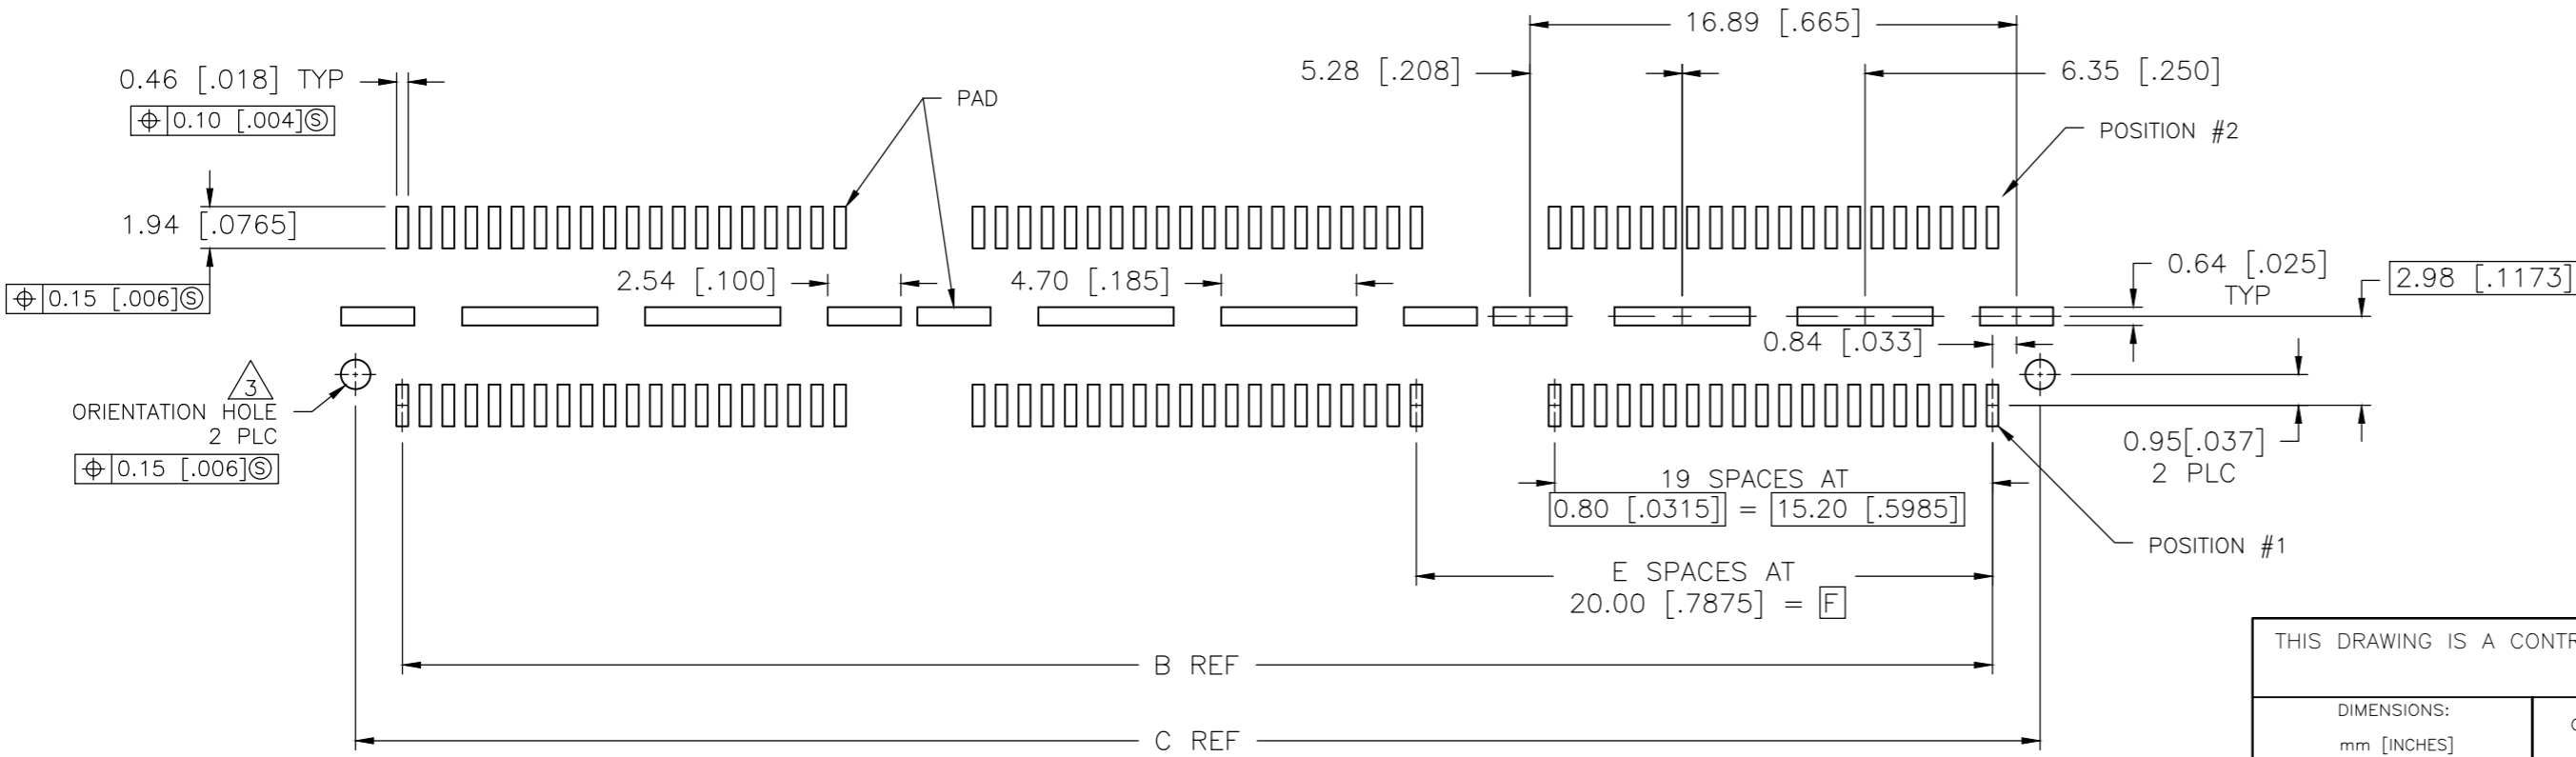 16.89 [.665]
5.28 [.208]
6.35 [.250]
0.46 [.018] TYP
⌖ 0.10 [.004]Ⓢ
PAD
POSITION #2
1.94 [.0765]
⌖ 0.15 [.006]Ⓢ
2.54 [.100]
4.70 [.185]
0.64 [.025]
TYP
2.98 [.1173]
0.84 [.033]
3
ORIENTATION HOLE
2 PLC
⌖ 0.15 [.006]Ⓢ
0.95[.037]
2 PLC
19 SPACES AT
0.80 [.0315] = 15.20 [.5985]
POSITION #1
E SPACES AT
20.00 [.7875] = F
B REF
C REF
THIS DRAWING IS A CONTR
DIMENSIONS:
mm [INCHES]